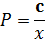 P = c/x